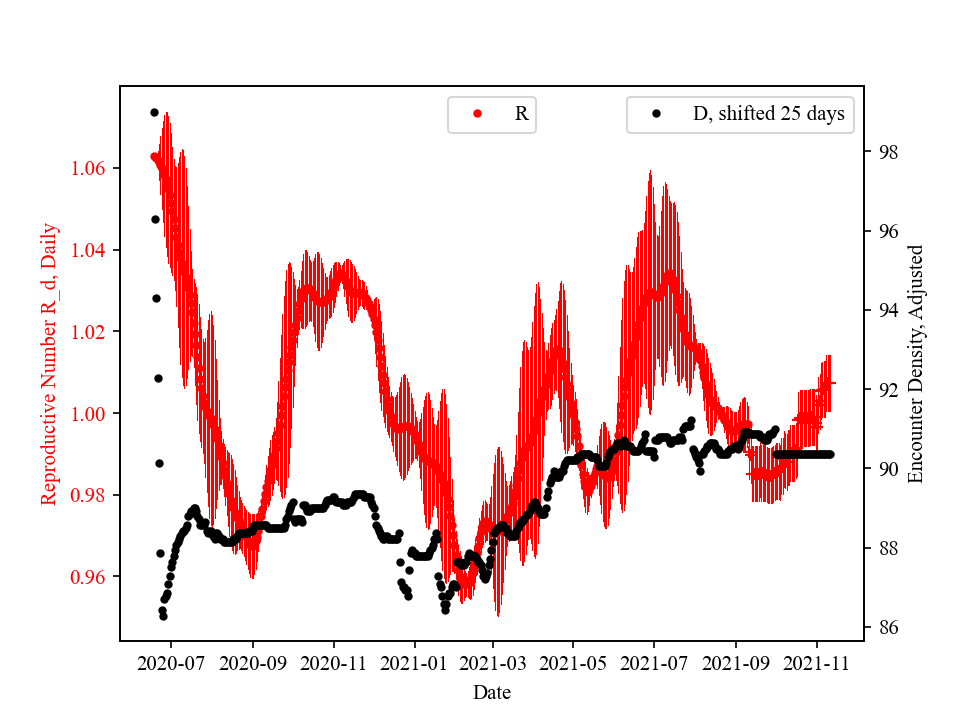 R
D, shifted 25 days
1.06
1.04
1.02
1.00
0.98
0.96
Reproductive Number R_d, Daily
98
96
94
92
90
88
86
Encounter Density, Adjusted
2020-07 2020-09 2020-11 2021-01 2021-03 2021-05 2021-07 2021-09 2021-11
Date